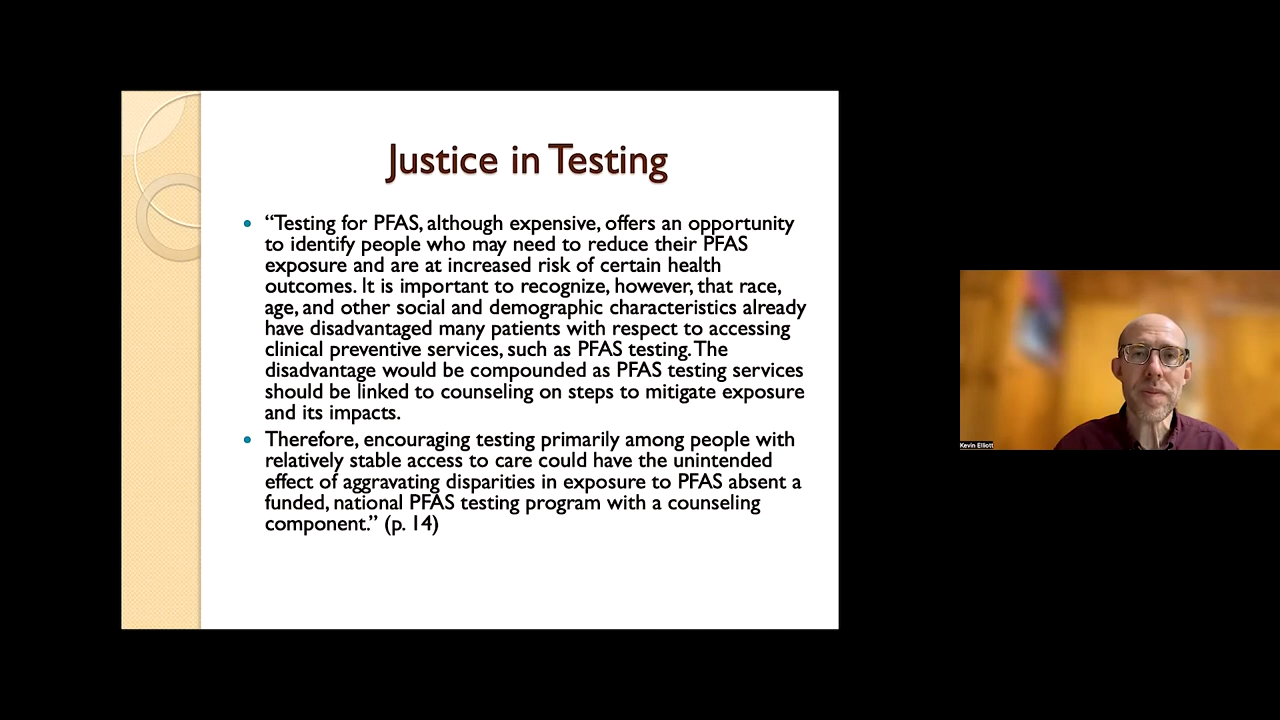 Justice in Testing
“Testing for PFAS, although expensive, offers an opportunity
to identify people who may need to reduce their PFAS
exposure and are at increased risk of certain health
outcomes. It is important to recognize, however, that race,
age, and other social and demographic characteristics already
have disadvantaged many patients with respect to accessing
clinical preventive services, such as PFAS testing. The
disadvantage would be compounded as PFAS testing services
should be linked to counseling on steps to mitigate exposure
and its impacts.
Therefore, encouraging testing primarily among people with
relatively stable access to care could have the unintended
effect of aggravating disparities in exposure to PFAS absent a
funded, national PFAS testing program with a counseling
component.” (p. 14)
Kevin Elliott